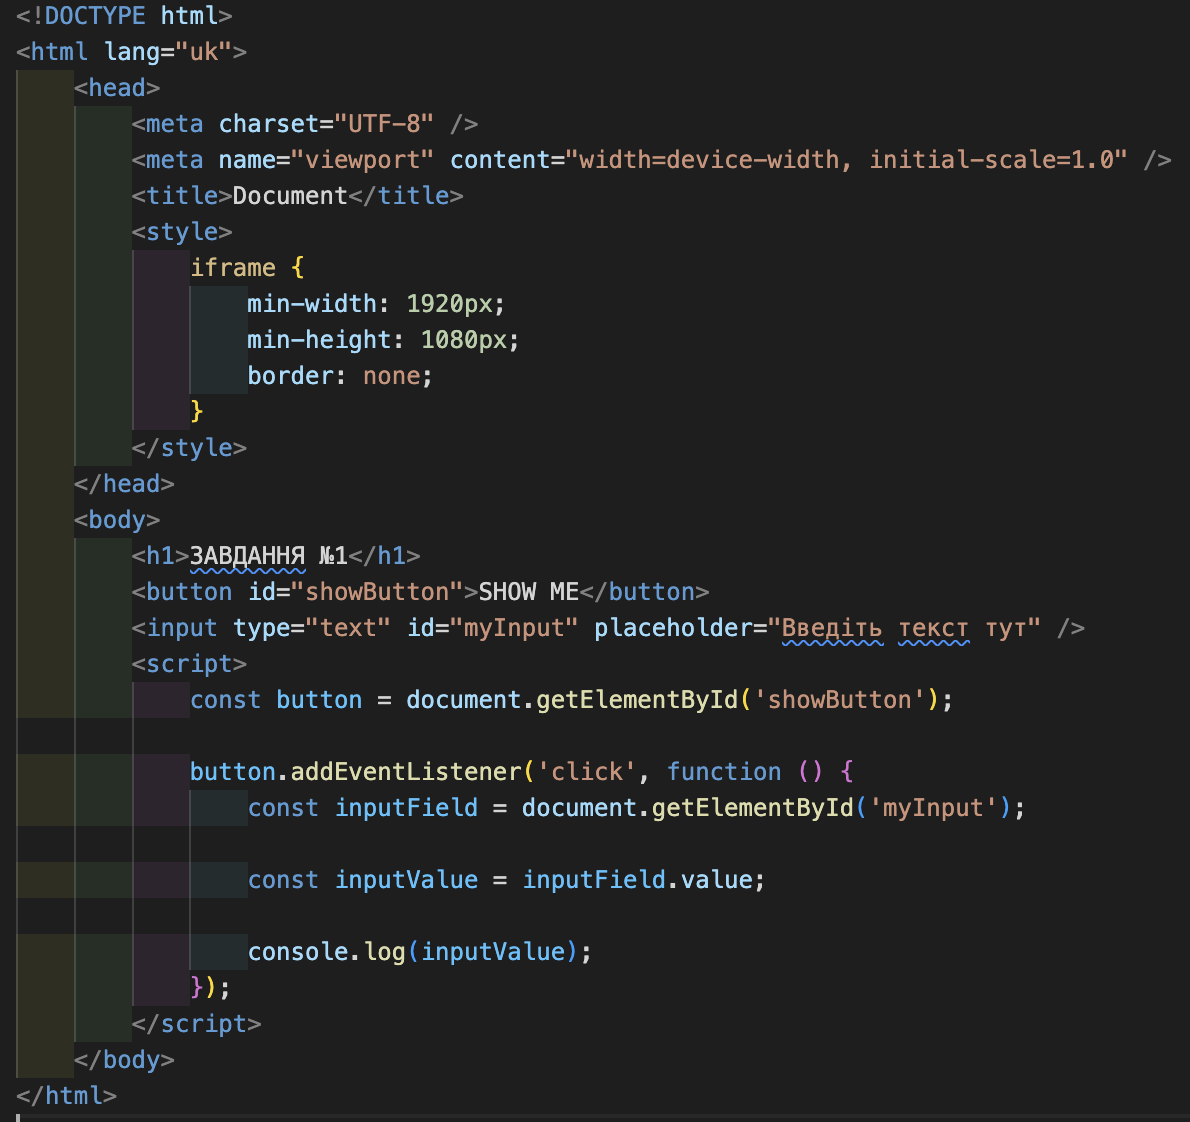 <!DOCTYPE html>
<html lang="uk">
<head>
<meta charset="UTF-8" />
<meta name="viewport" content="width=device-width, initial-scale=1.0" />
<title>Document</title>
<style>
iframe {
min-width: 1920px;
min-height: 1080px;
border: none;
}
</style>
</head>
<body>
<h1>ЗАВДАННЯ №1</h1>
<button id="showButton">SHOW ME</button>
<input type="text" id="myInput" placeholder="Введіть текст тут" />
<script>
const button = document.getElementById('showButton');
button.addEventListener('click', function () {
const inputField = document.getElementById('myInput');
const inputValue = inputField.value;
console.log(inputValue);
});
</script>
</body>
</html>